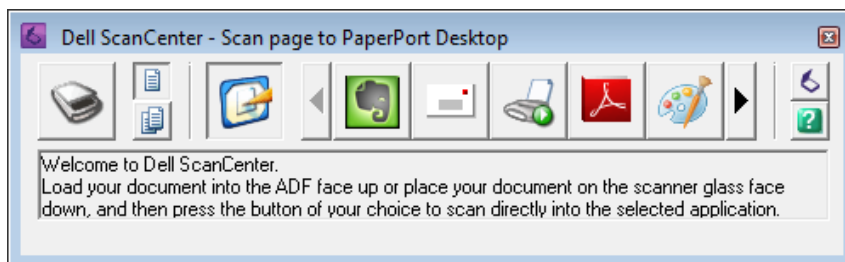 Dell ScanCenter - Scan page to PaperPort Desktop
Welcome to Dell ScanCenter.
Load your document into the ADF face up or place your document on the scanner glass face
down, and then press the button of your choice to scan directly into the selected application.